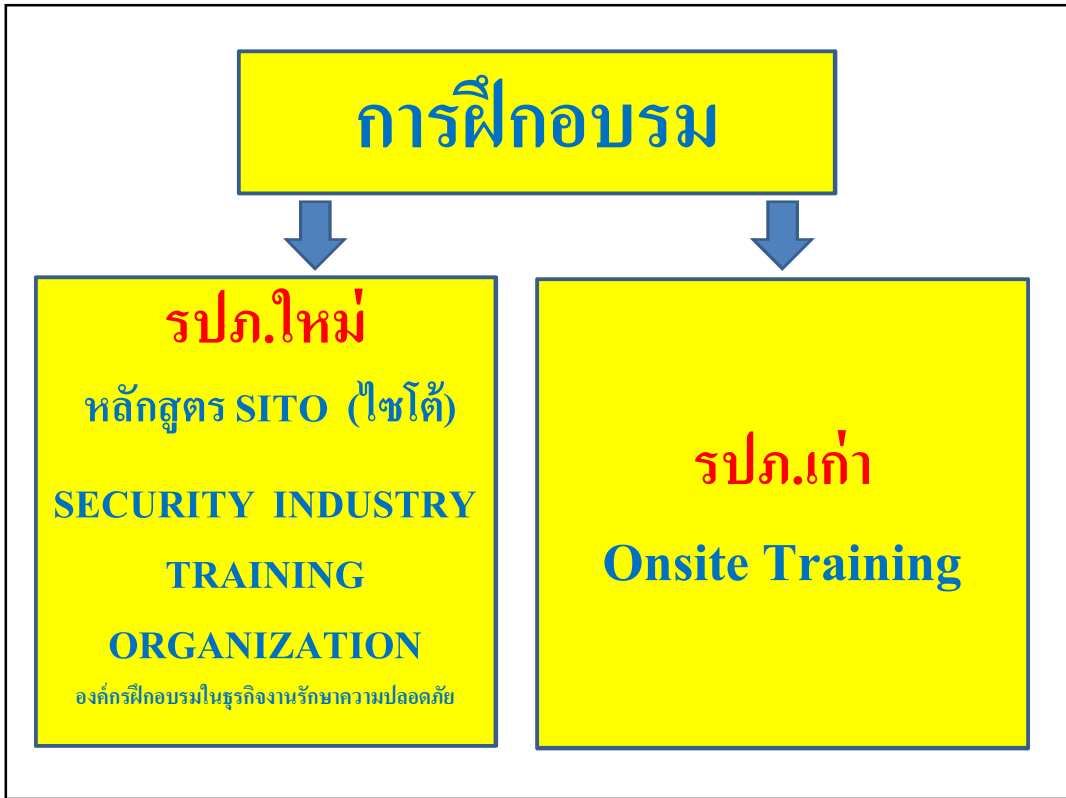 การฝึกอบรม
รปภ.ใหม่
หลักสูตร SITO (ไซโต้)
SECURITY INDUSTRY
TRAINING
ORGANIZATION
องค์กรฝึกอบรมในธุรกิจงานรักษาความปลอดภัย
รปภ.เก่า
Onsite Training